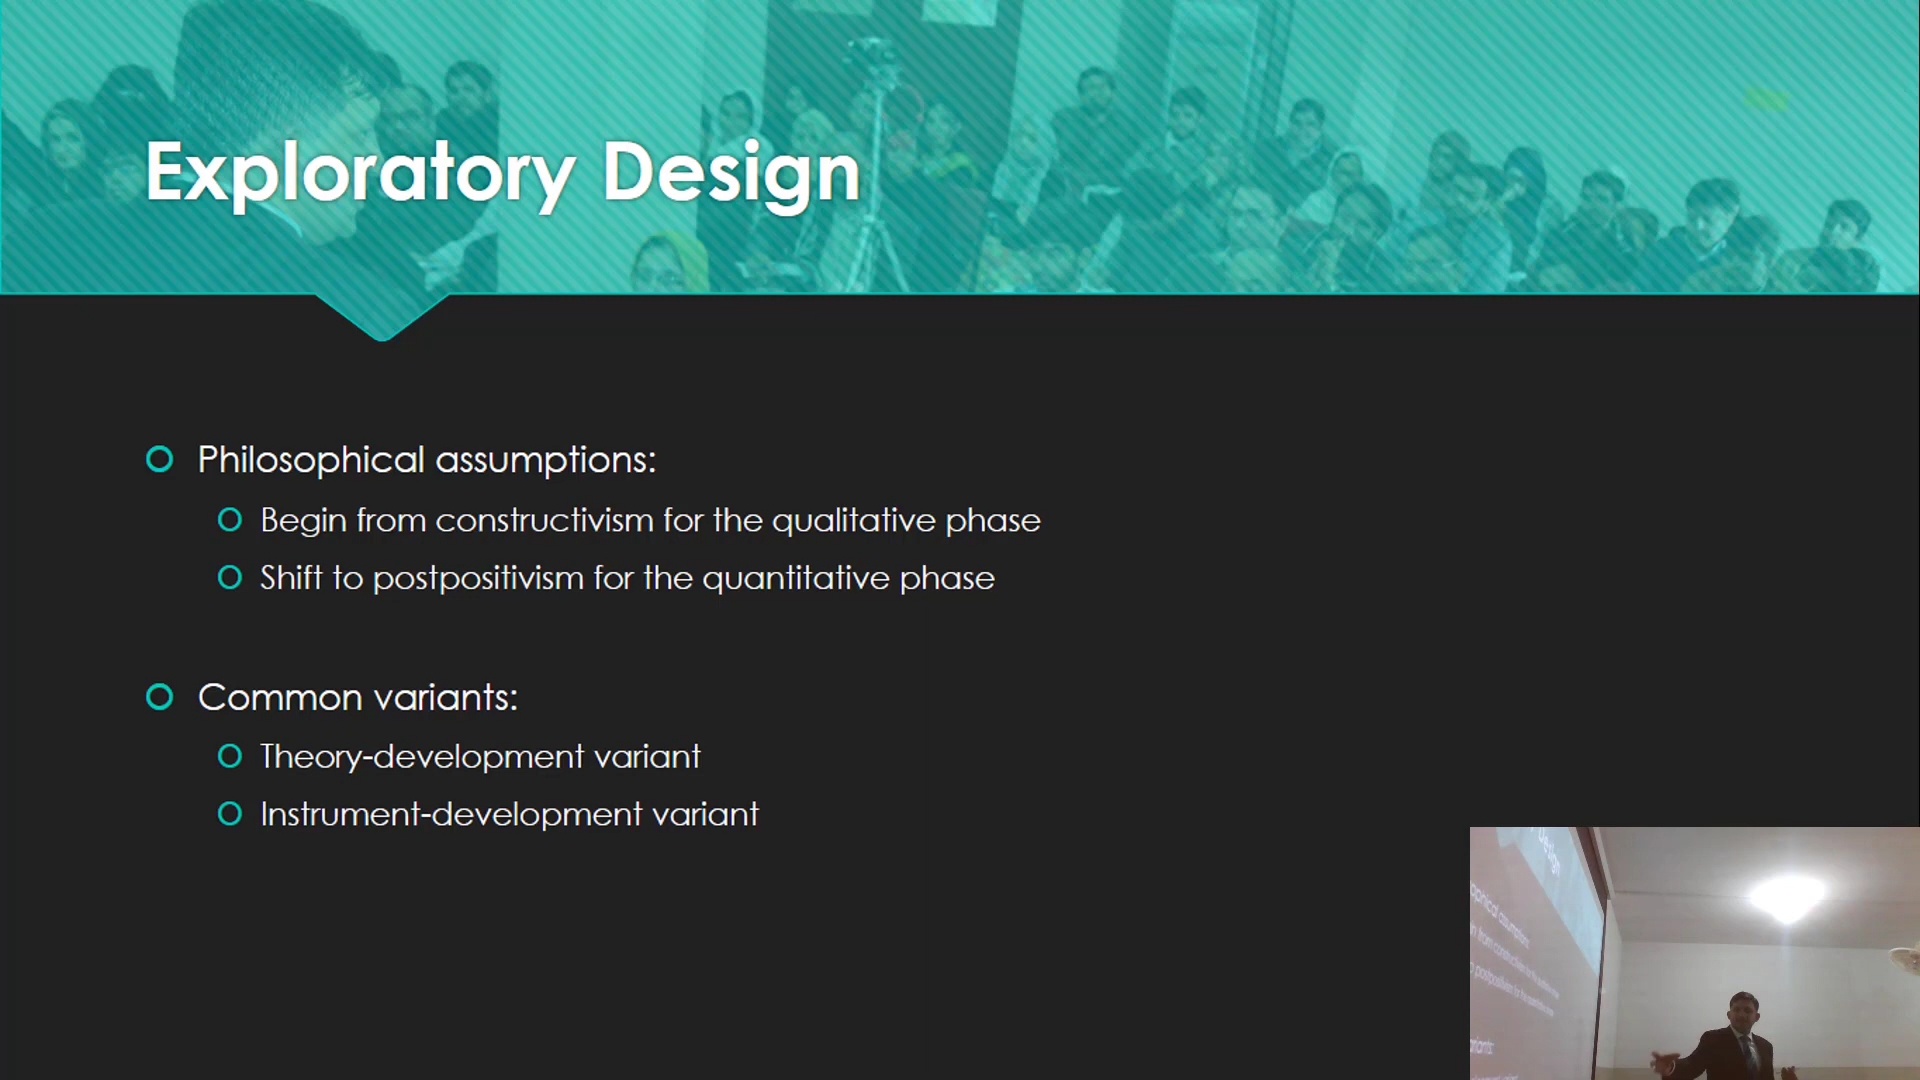 Exploratory Design
Philosophical assumptions:
Begin from constructivism for the qualitative phase
Shift to postpositivism for the quantitative phase
Common variants:
Theory-development variant
Instrument-development variant